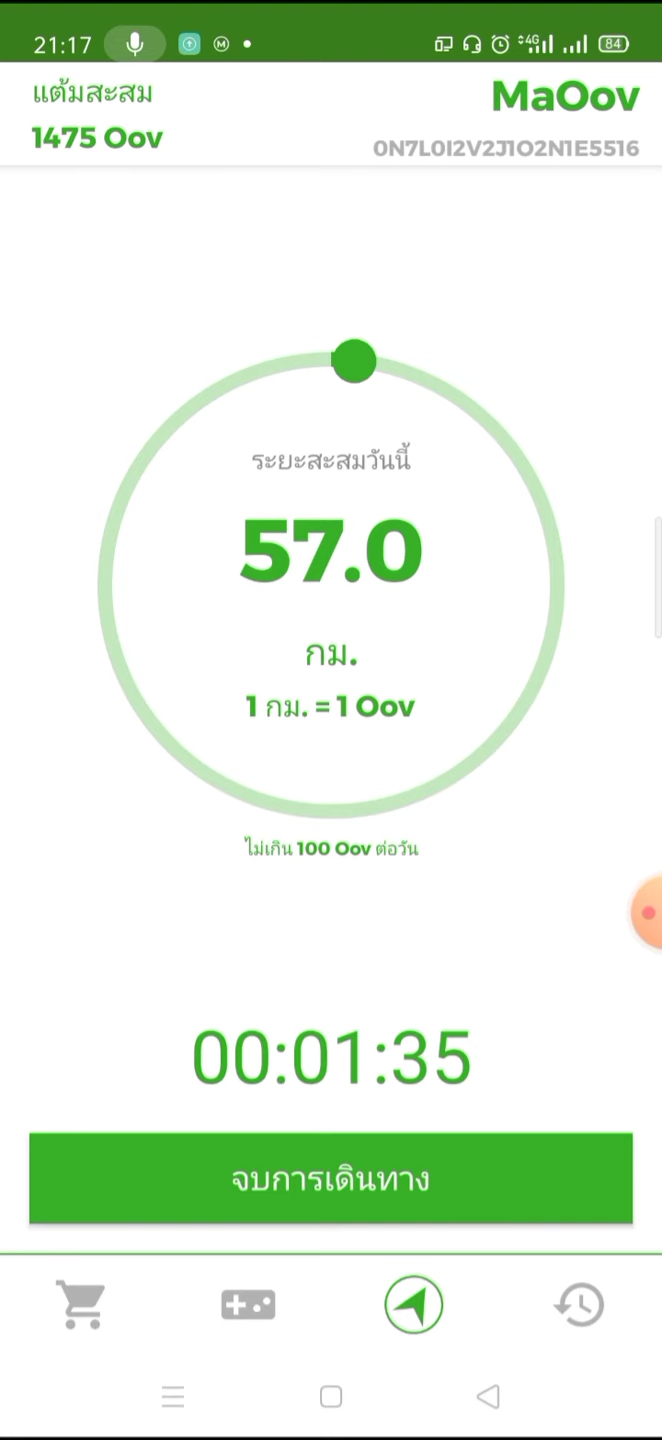 21:17
4G
84
แต้มสะสม
1475 Oov
MaOov
0N7L0I2V2J1O2N1E5516
ระยะสะสมวันนี้
57.0
กม.
1 กม. = 1 Oov
ไม่เกิน 100 Oov ต่อวัน
00:01:35
จบการเดินทาง